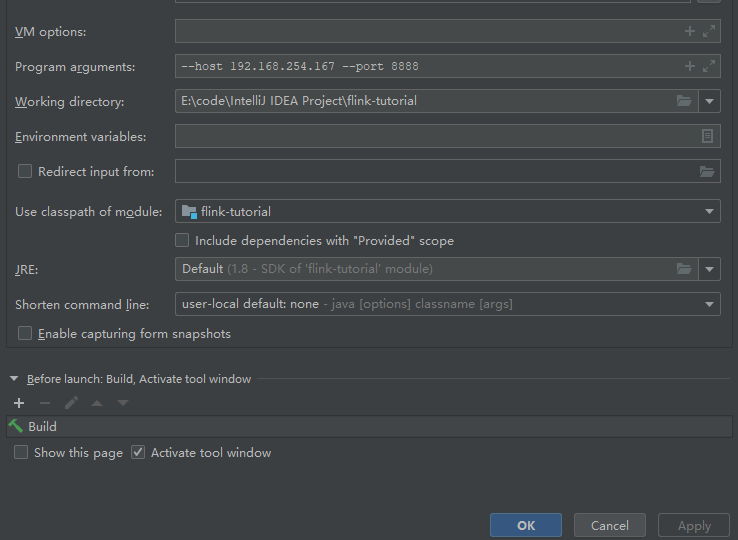 VM options:
Program arguments: --host 192.168.254.167 --port 8888
Working directory: E:\code\IntelliJ IDEA Project\flink-tutorial
Environment variables:
Redirect input from:
Use classpath of module: flink-tutorial
Include dependencies with "Provided" scope
JRE: Default (1.8 - SDK of 'flink-tutorial' module)
Shorten command line: user-local default: none - java [options] classname [args]
Enable capturing form snapshots
Before launch: Build, Activate tool window
Build
Show this page Activate tool window
OK Cancel Apply